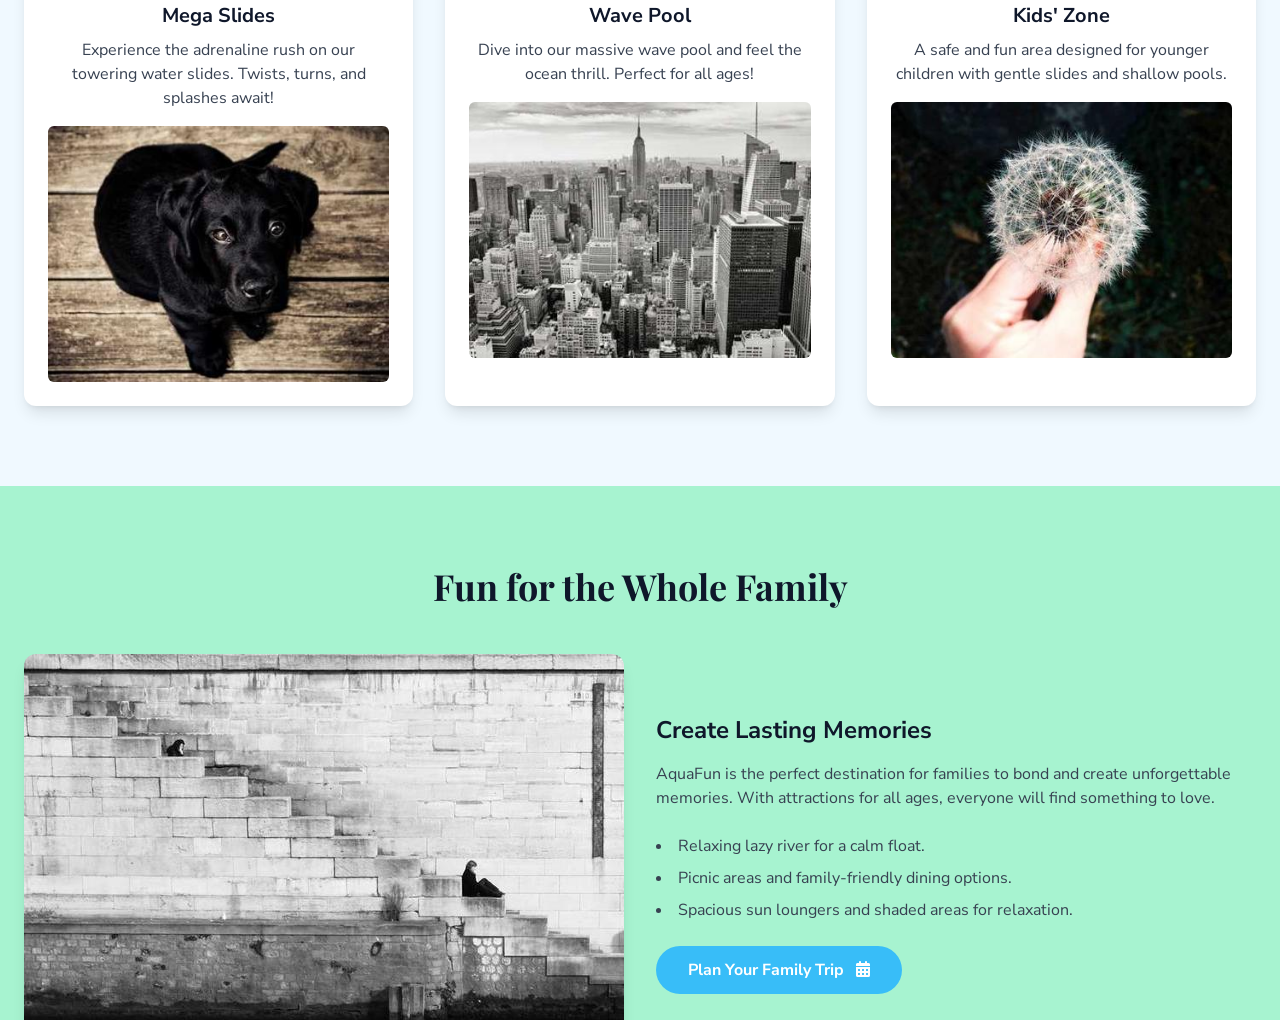 Mega Slides
Experience the adrenaline rush on our
towering water slides. Twists, turns, and
splashes await!
Wave Pool
Dive into our massive wave pool and feel the
ocean thrill. Perfect for all ages!
Kids' Zone
A safe and fun area designed for younger
children with gentle slides and shallow pools.
Fun for the Whole Family
Create Lasting Memories
AquaFun is the perfect destination for families to bond and create unforgettable
memories. With attractions for all ages, everyone will find something to love.
• Relaxing lazy river for a calm float.
• Picnic areas and family-friendly dining options.
• Spacious sun loungers and shaded areas for relaxation.
Plan Your Family Trip